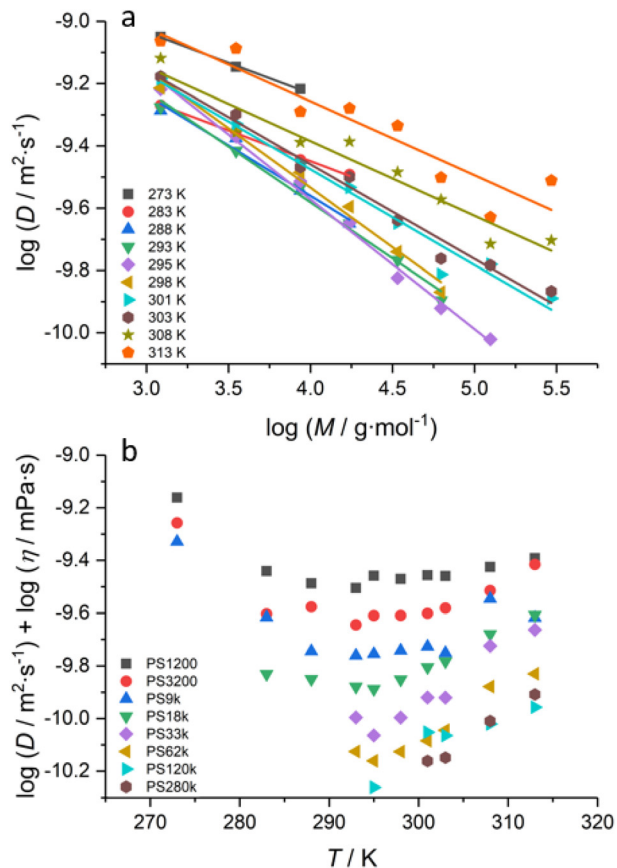 a
-9.0
-9.2
-9.4
-9.6
-9.8
-10.0
log (D / m²·s⁻¹)
273 K
283 K
288 K
293 K
295 K
298 K
301 K
303 K
308 K
313 K
3.0 3.5 4.0 4.5 5.0 5.5
log (M / g·mol⁻¹)
b
-9.0
-9.2
-9.4
-9.6
-9.8
-10.0
-10.2
log (D / m²·s⁻¹) + log (η / mPa·s)
PS1200
PS3200
PS9k
PS18k
PS33k
PS62k
PS120k
PS280k
270 280 290 300 310 320
T / K